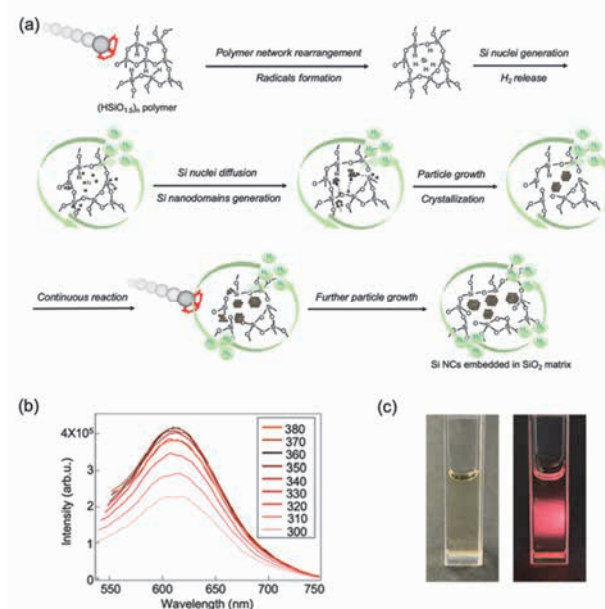 (a)
Polymer network rearrangement
Radicals formation
Si nuclei generation
H₂ release
(HSiO₁.₅)ₙ polymer
Si nuclei diffusion
Si nanodomains generation
Particle growth
Crystallization
Continuous reaction
Further particle growth
Si NCs embedded in SiO₂ matrix
(b)
(c)
4X10⁵
3
2
1
0
Intensity (arb.u.)
380
370
360
350
340
330
320
310
300
550
600
650
700
750
Wavelength (nm)